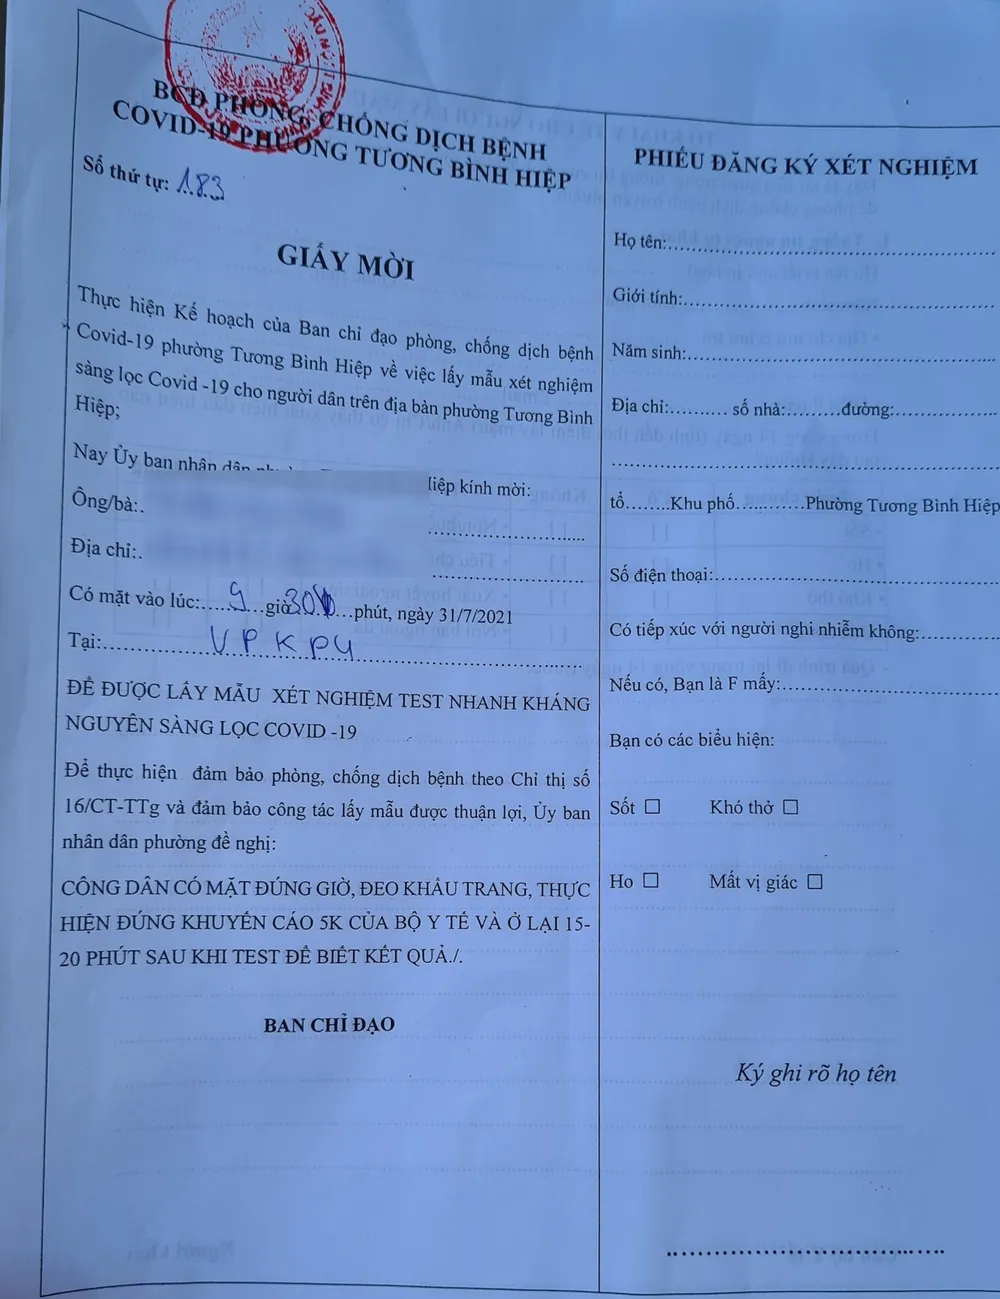 BCĐ PHÒNG, CHỐNG DỊCH BỆNH
COVID-19 PHƯỜNG TƯƠNG BÌNH HIỆP
Số thứ tự: 183
GIẤY MỜI
Thực hiện Kế hoạch của Ban chỉ đạo phòng, chống dịch bệnh
Covid-19 phường Tương Bình Hiệp về việc lấy mẫu xét nghiệm
sàng lọc Covid -19 cho người dân trên địa bàn phường Tương Bình
Hiệp;
Nay Ủy ban nhân dân kính mời:
Ông/bà:
Địa chỉ:
Có mặt vào lúc: 9 giờ 30 phút, ngày 31/7/2021
Tại: VPKP4
ĐỂ ĐƯỢC LẤY MẪU XÉT NGHIỆM TEST NHANH KHÁNG
NGUYÊN SÀNG LỌC COVID -19
Để thực hiện đảm bảo phòng, chống dịch bệnh theo Chỉ thị số
16/CT-TTg và đảm bảo công tác lấy mẫu được thuận lợi, Ủy ban
nhân dân phường đề nghị:
CÔNG DÂN CÓ MẶT ĐÚNG GIỜ, ĐEO KHẨU TRANG, THỰC
HIỆN ĐÚNG KHUYẾN CÁO 5K CỦA BỘ Y TẾ VÀ Ở LẠI 15-
20 PHÚT SAU KHI TEST ĐỂ BIẾT KẾT QUẢ./.
BAN CHỈ ĐẠO
PHIẾU ĐĂNG KÝ XÉT NGHIỆM
Họ tên:
Giới tính:
Năm sinh:
Địa chỉ:.......... số nhà:.........đường:
tổ........Khu phố.............Phường Tương Bình Hiệp
Số điện thoại:
Có tiếp xúc với người nghi nhiễm không:
Nếu có, Bạn là F mấy:
Bạn có các biểu hiện:
Sốt ☐ Khó thở ☐
Ho ☐ Mất vị giác ☐
Ký ghi rõ họ tên